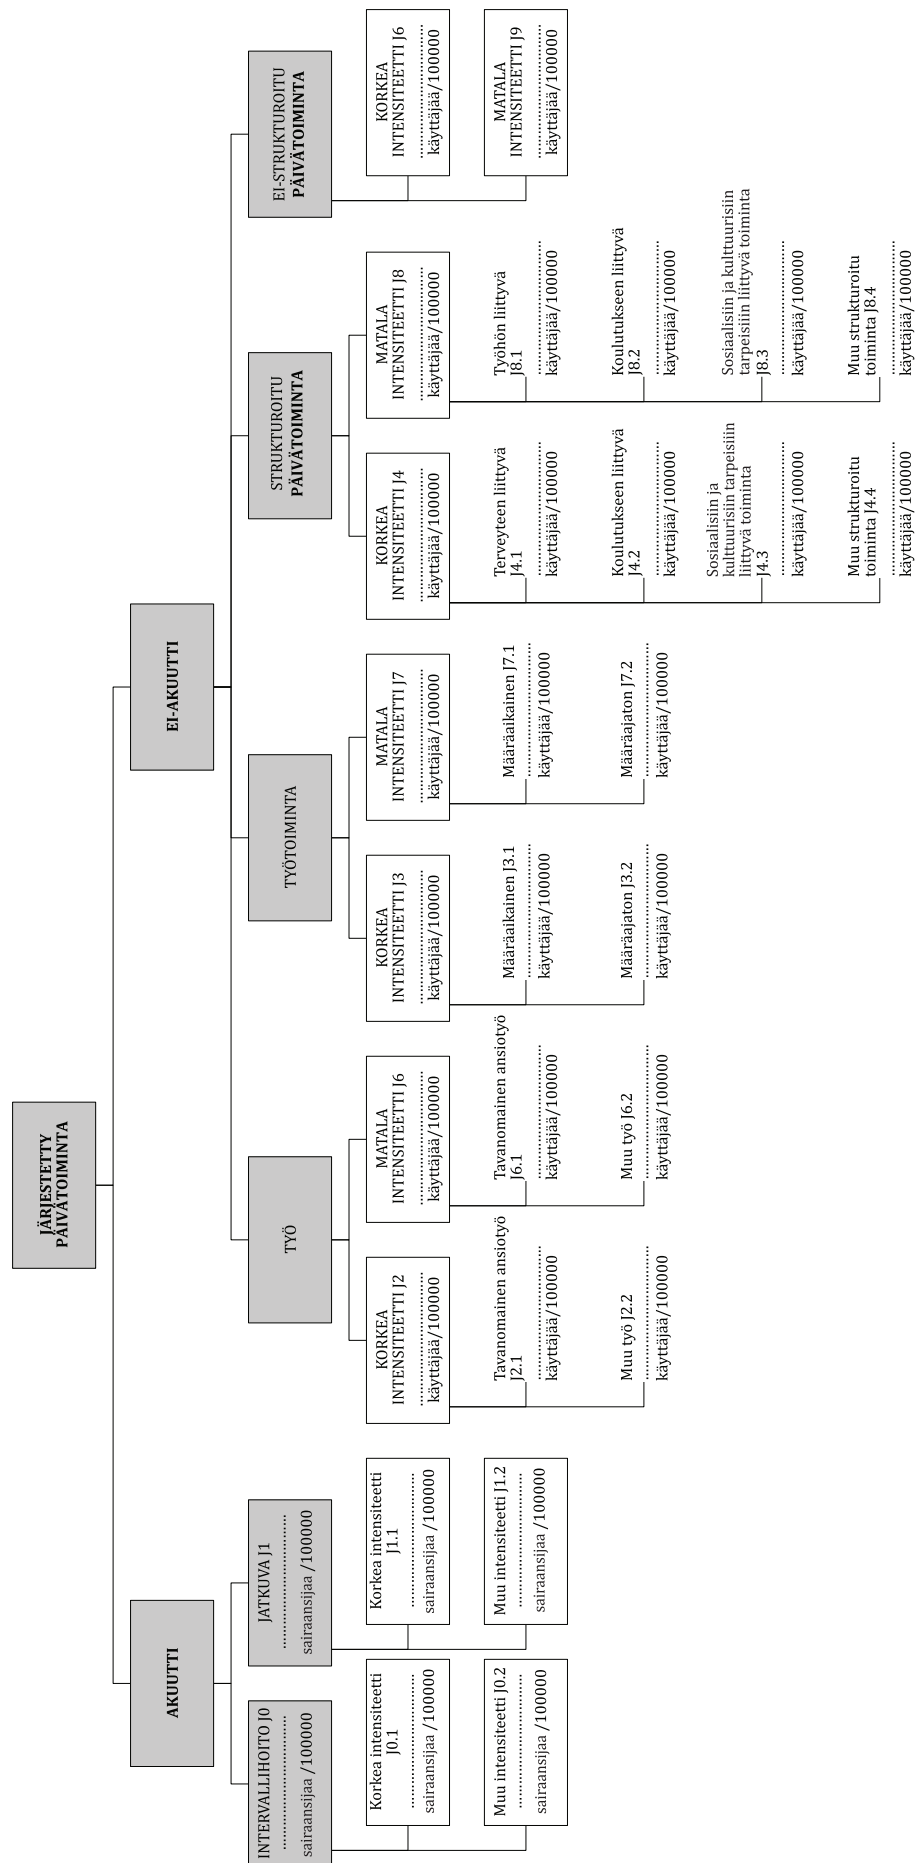 JÄRJESTETTY
PÄIVÄTOIMINTA
AKUUTTI
EI-AKUUTTI
INTERVALLIHOITO J0
..............................
sairaansijaa /100000
JATKUVA J1
..............................
sairaansijaa /100000
TYÖ
TYÖTOIMINTA
STRUKTUROITU
PÄIVÄTOIMINTA
EI-STRUKTUROITU
PÄIVÄTOIMINTA
Korkea intensiteetti
J0.1
..............................
sairaansijaa /100000
Muu intensiteetti J0.2
..............................
sairaansijaa /100000
Korkea intensiteetti
J1.1
..............................
sairaansijaa /100000
Muu intensiteetti J1.2
..............................
sairaansijaa /100000
KORKEA
INTENSITEETTI J2
..............................
käyttäjää/100000
Tavanomainen ansiotyö
J2.1
..............................
käyttäjää/100000
Muu työ J2.2
..............................
käyttäjää/100000
MATALA
INTENSITEETTI J6
..............................
käyttäjää/100000
Tavanomainen ansiotyö
J6.1
..............................
käyttäjää/100000
Muu työ J6.2
..............................
käyttäjää/100000
KORKEA
INTENSITEETTI J3
..............................
käyttäjää/100000
Määräaikainen J3.1
..............................
käyttäjää/100000
Määräajaton J3.2
..............................
käyttäjää/100000
MATALA
INTENSITEETTI J7
..............................
käyttäjää/100000
Määräaikainen J7.1
..............................
käyttäjää/100000
Määräajaton J7.2
..............................
käyttäjää/100000
KORKEA
INTENSITEETTI J4
..............................
käyttäjää/100000
Terveyteen liittyvä
J4.1
..............................
käyttäjää/100000
Koulutukseen liittyvä
J4.2
..............................
käyttäjää/100000
Sosiaalisiin ja
kulttuurisiin tarpeisiin
liittyvä toiminta
J4.3
..............................
käyttäjää/100000
Muu strukturoitu
toiminta J4.4
..............................
käyttäjää/100000
MATALA
INTENSITEETTI J8
..............................
käyttäjää/100000
Työhön liittyvä
J8.1
..............................
käyttäjää/100000
Koulutukseen liittyvä
J8.2
..............................
käyttäjää/100000
Sosiaalisiin ja kulttuurisiin
tarpeisiin liittyvä toiminta
J8.3
..............................
käyttäjää/100000
Muu strukturoitu
toiminta J8.4
..............................
käyttäjää/100000
KORKEA
INTENSITEETTI J6
..............................
käyttäjää/100000
MATALA
INTENSITEETTI J9
..............................
käyttäjää/100000